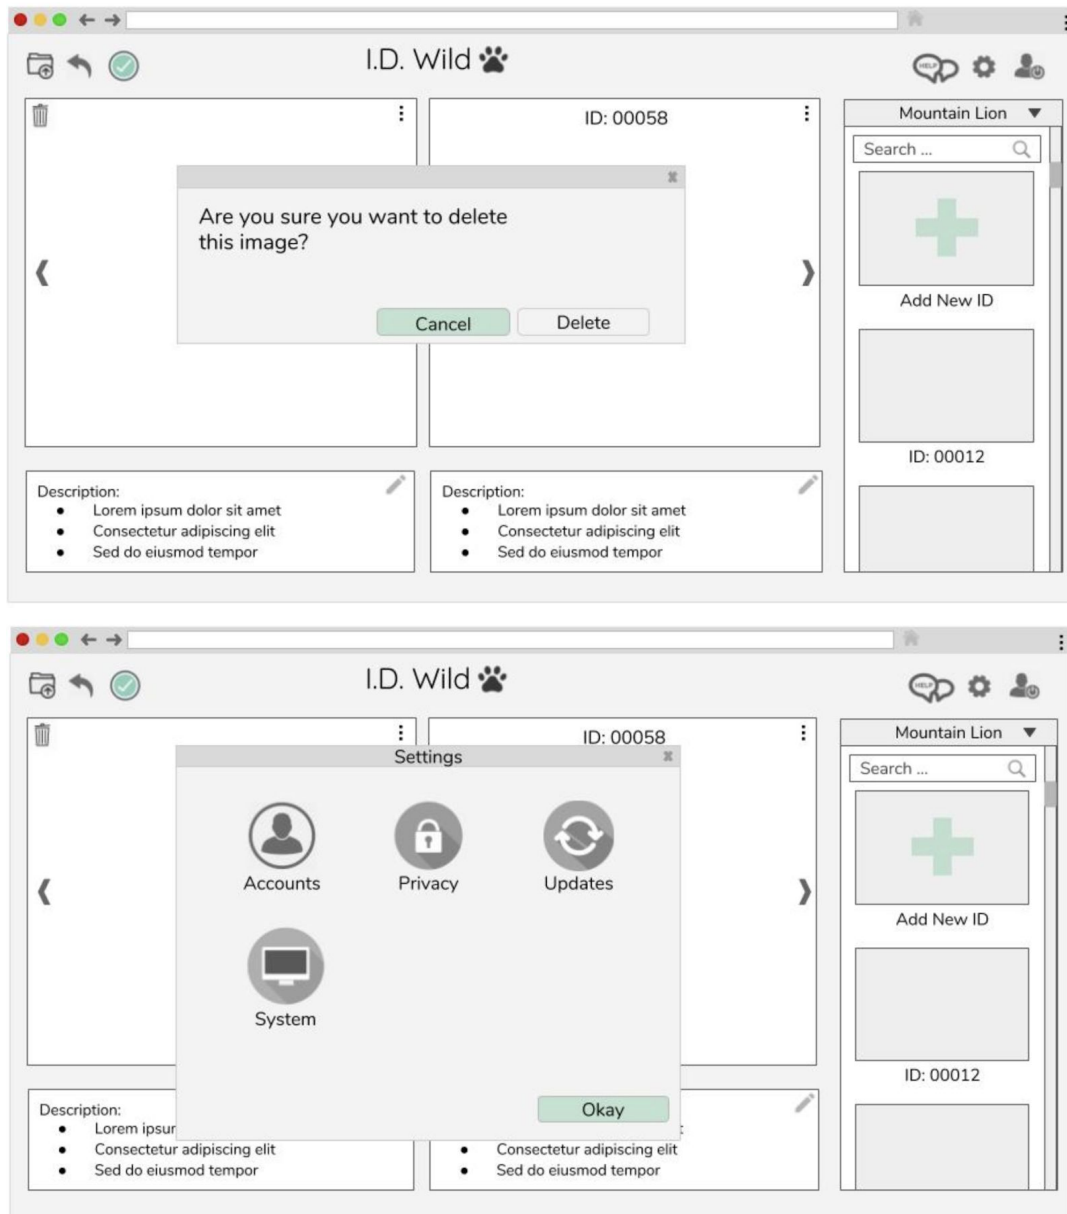 I.D. Wild
HELP
ID: 00058
Mountain Lion
Search ...
Are you sure you want to delete
this image?
Cancel
Delete
Add New ID
ID: 00012
Description:
• Lorem ipsum dolor sit amet
• Consectetur adipiscing elit
• Sed do eiusmod tempor
Description:
• Lorem ipsum dolor sit amet
• Consectetur adipiscing elit
• Sed do eiusmod tempor
I.D. Wild
HELP
ID: 00058
Mountain Lion
Settings
Search ...
Accounts
Privacy
Updates
System
Okay
Add New ID
ID: 00012
Description:
• Lorem ipsu
• Consectetur adipiscing elit
• Sed do eiusmod tempor
• Consectetur adipiscing elit
• Sed do eiusmod tempor